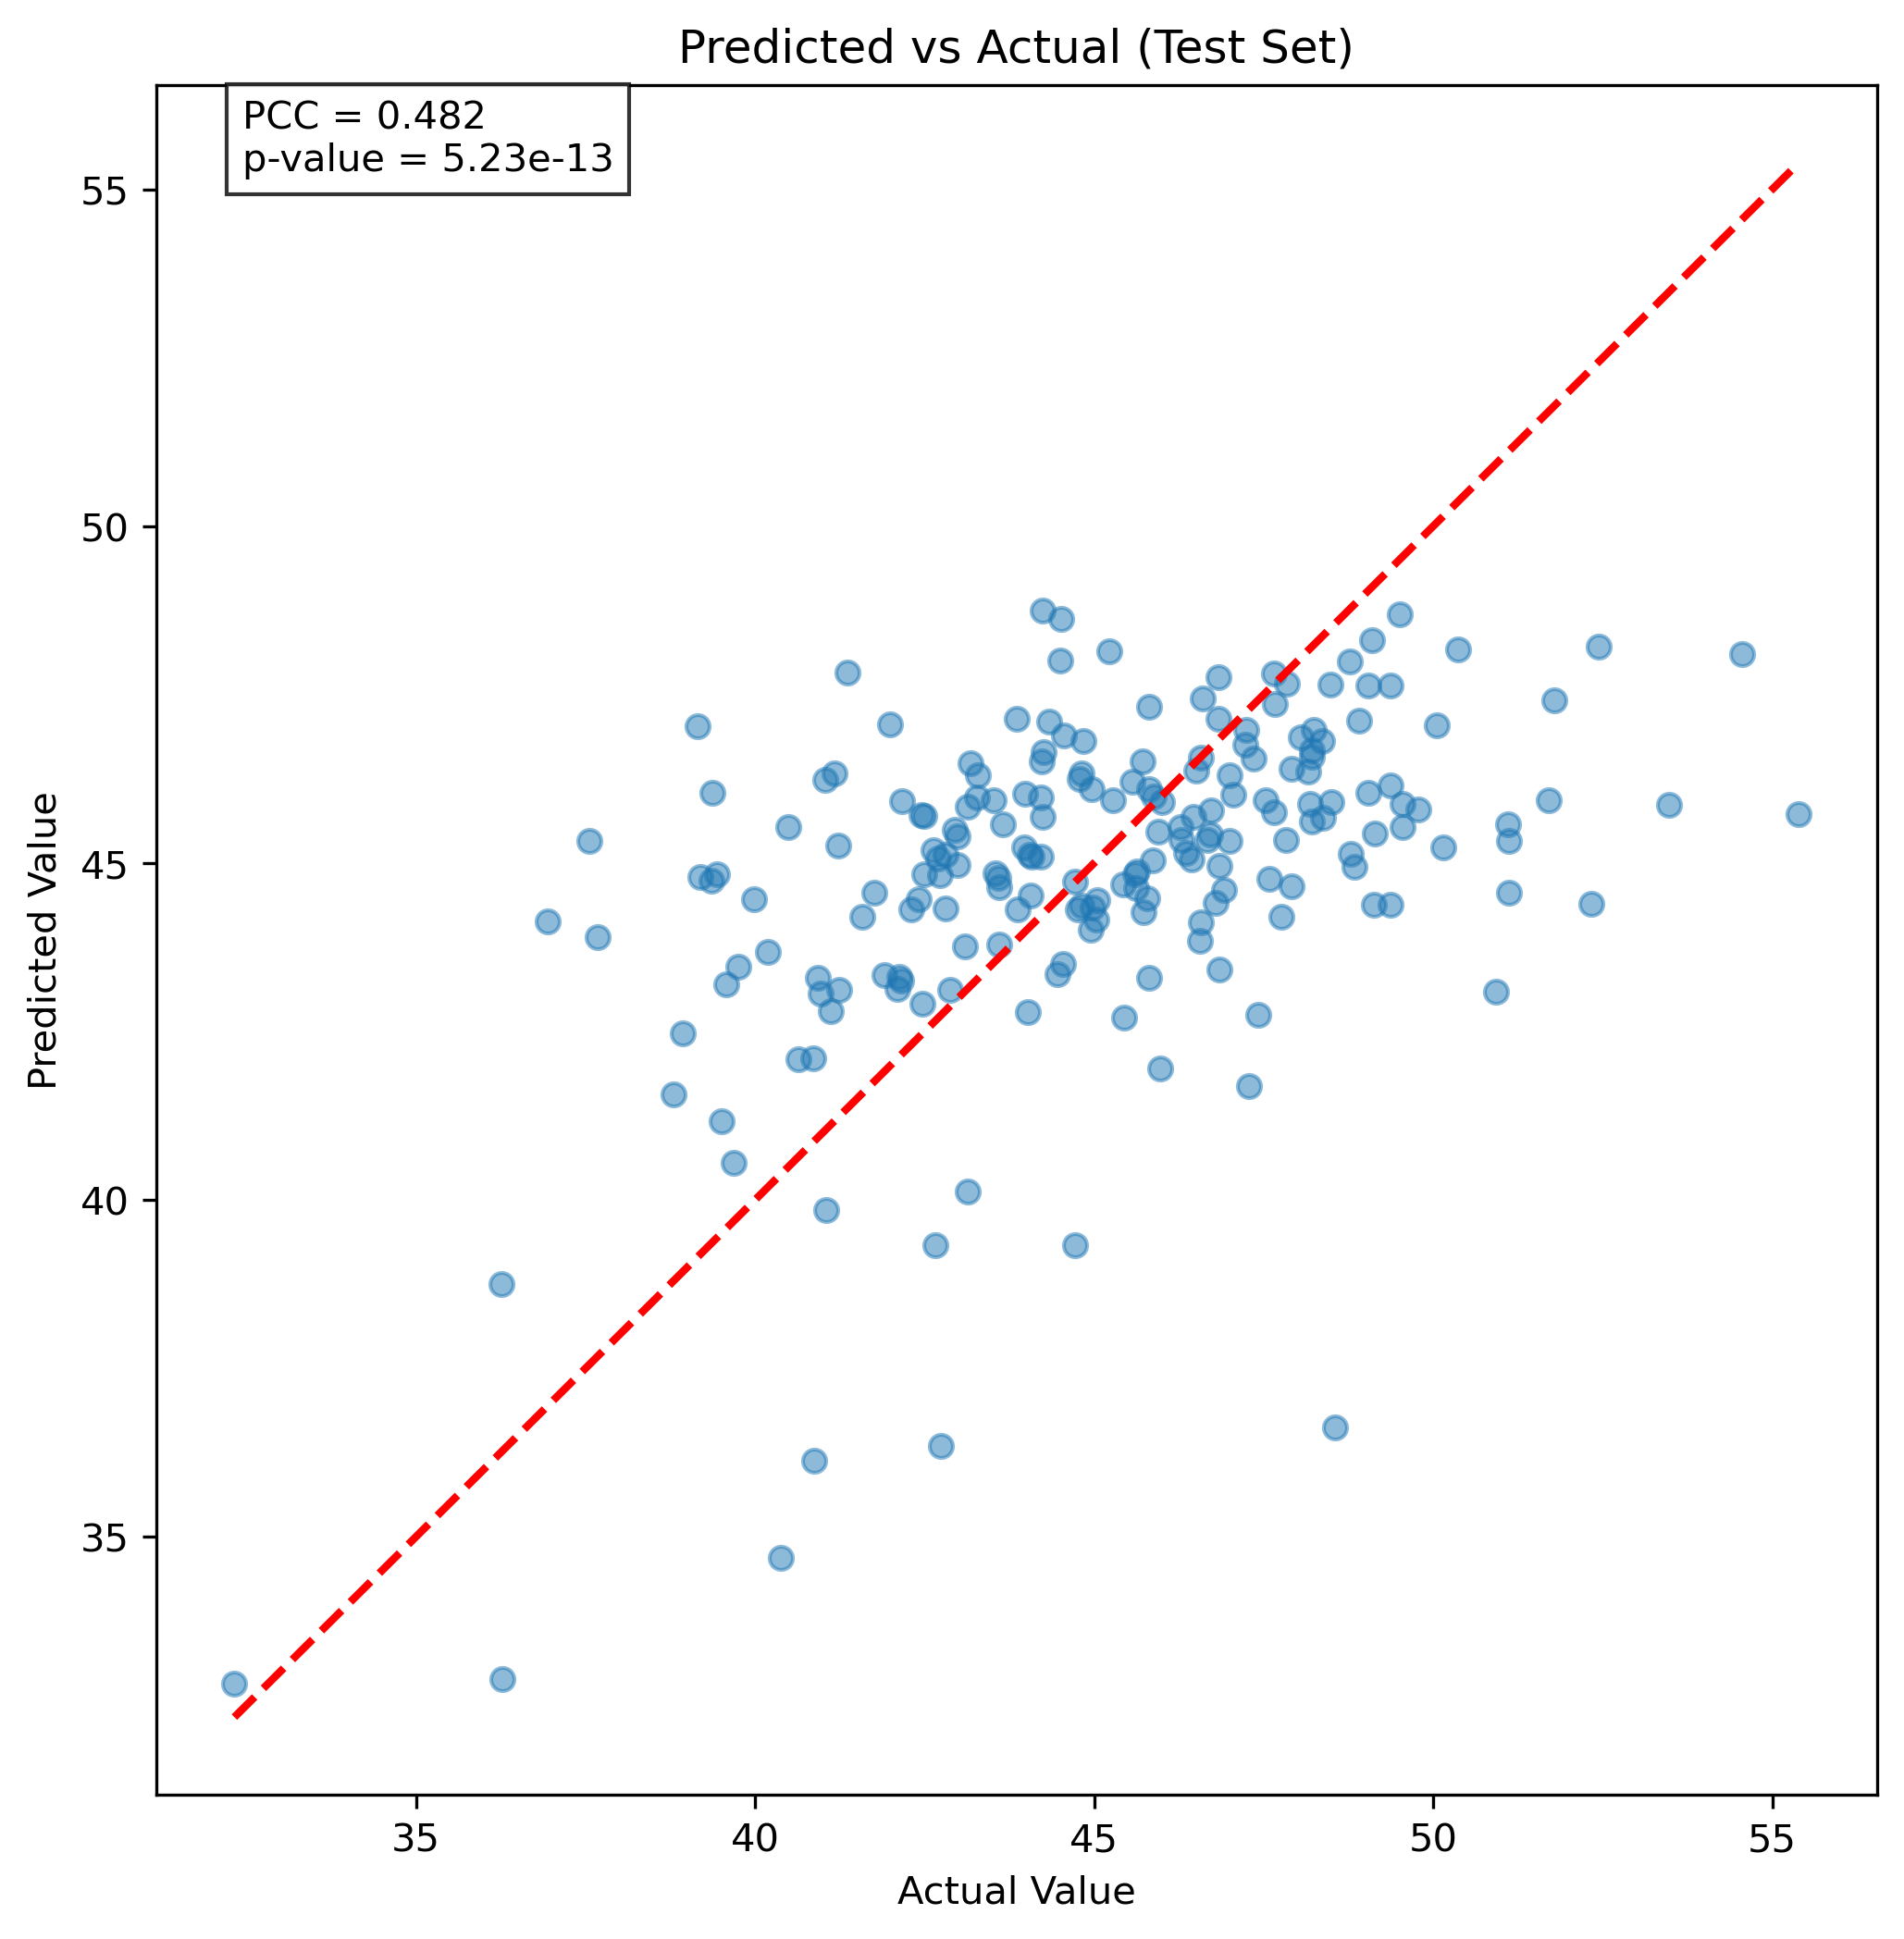 Predicted vs Actual (Test Set)
PCC = 0.482
p-value = 5.23e-13
55
50
45
40
35
Predicted Value
35
40
45
50
55
Actual Value